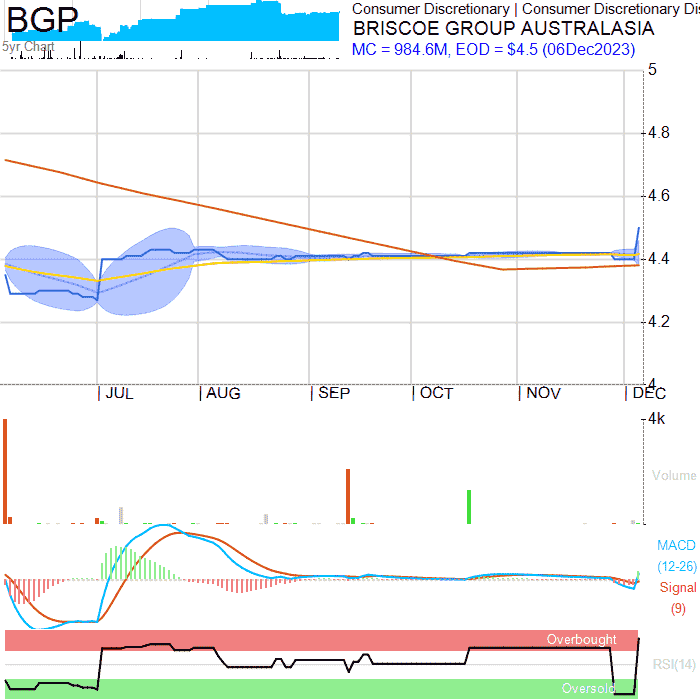 BGP
5yr Chart
Consumer Discretionary | Consumer Discretionary Dis
BRISCOE GROUP AUSTRALASIA
MC = 984.6M, EOD = $4.5 (06Dec2023)
5
4.8
4.6
4.4
4.2
4
JUL AUG SEP OCT NOV DEC
4k
Volume
MACD
(12-26)
Signal
(9)
Overbought
RSI(14)
Oversold